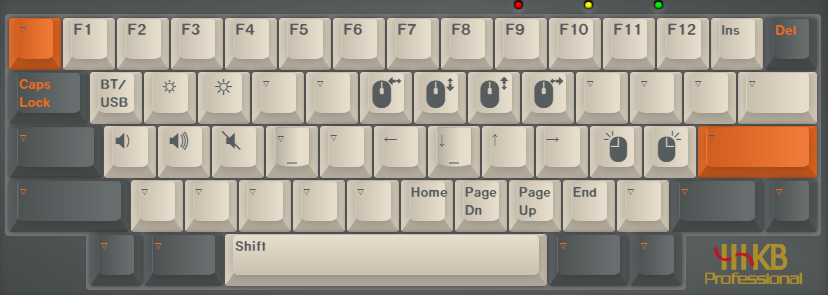 F1 F2 F3 F4 F5 F6 F7 F8 F9 F10 F11 F12 Ins Del
Caps
Lock
BT/
USB
Home
Page
Dn
Page
Up
End
Shift
HHKB
Professional